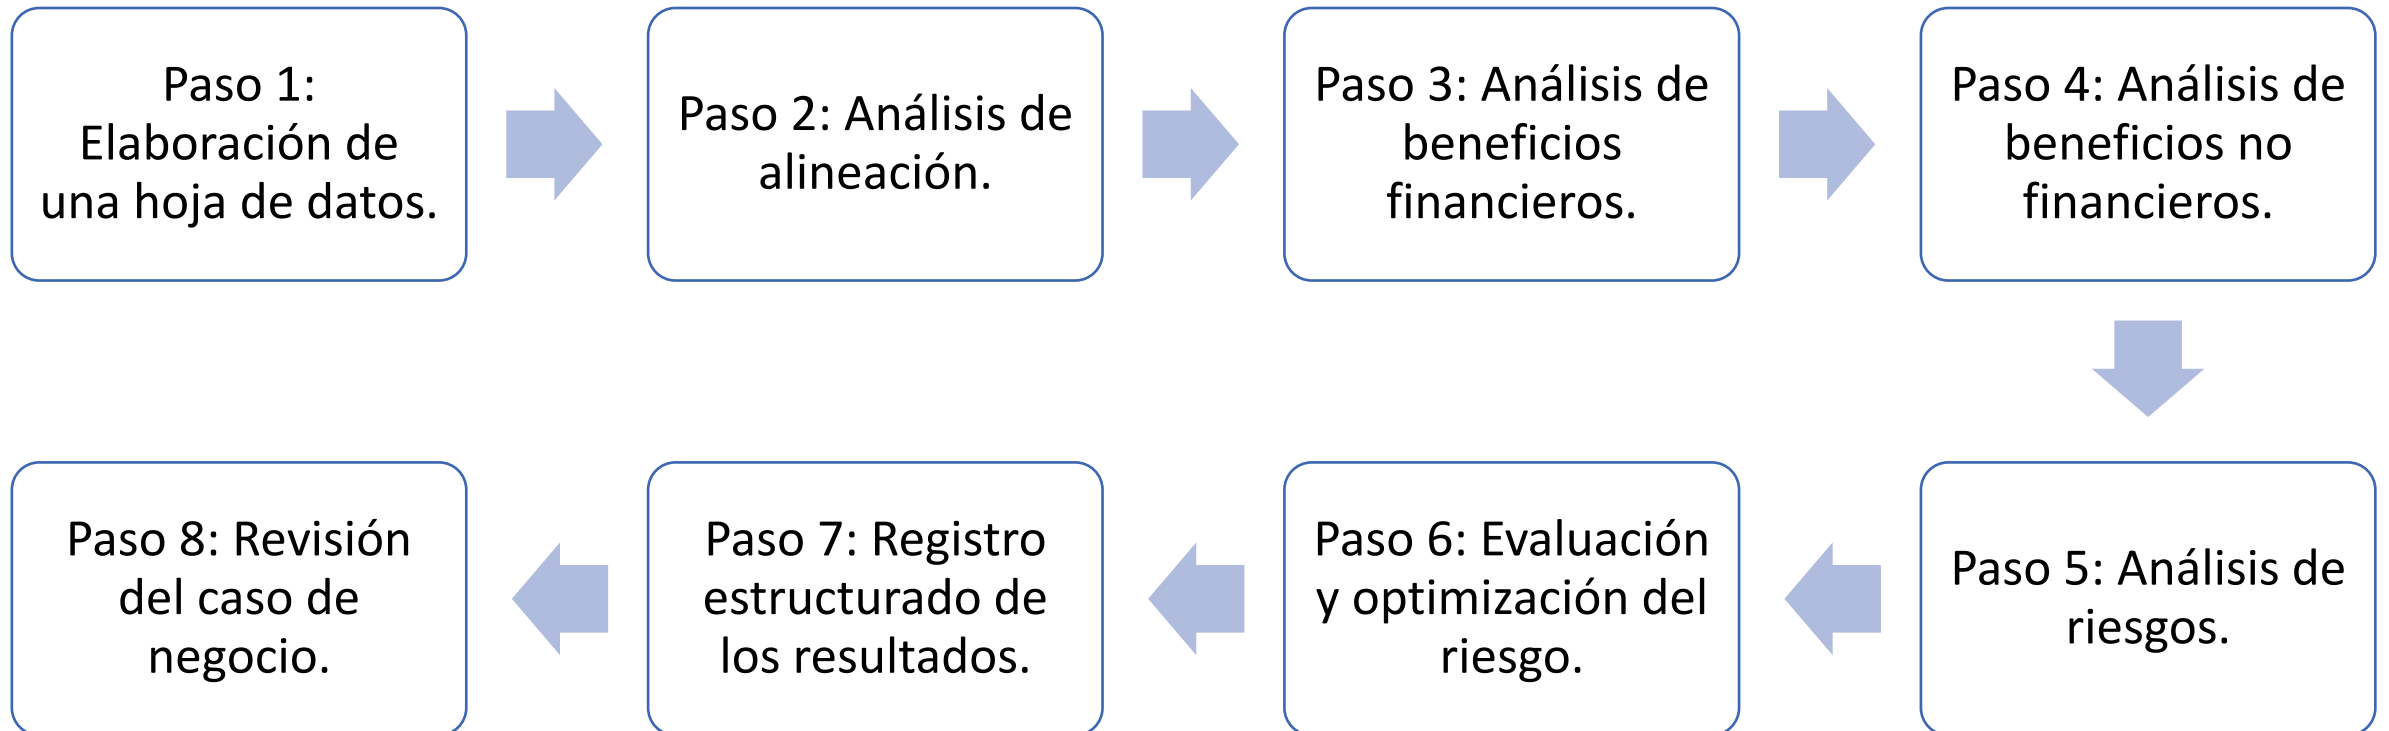 Paso 1:
Elaboración de
una hoja de datos.
Paso 2: Análisis de
alineación.
Paso 3: Análisis de
beneficios
financieros.
Paso 4: Análisis de
beneficios no
financieros.
Paso 5: Análisis de
riesgos.
Paso 6: Evaluación
y optimización del
riesgo.
Paso 7: Registro
estructurado de
los resultados.
Paso 8: Revisión
del caso de
negocio.